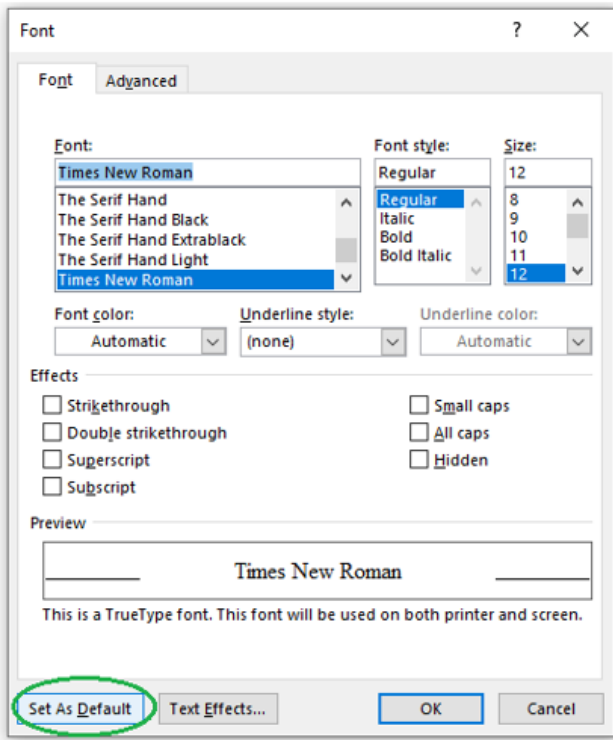 Font ?
Font Advanced
Font: Font style: Size:
Times New Roman Regular 12
The Serif Hand Regular 8
The Serif Hand Black Italic 9
The Serif Hand Extrablack Bold 10
The Serif Hand Light Bold Italic 11
Times New Roman 12
Font color: Underline style: Underline color:
Automatic (none) Automatic
Effects
Strikethrough Small caps
Double strikethrough All caps
Superscript Hidden
Subscript
Preview
Times New Roman
This is a TrueType font. This font will be used on both printer and screen.
Set As Default Text Effects... OK Cancel